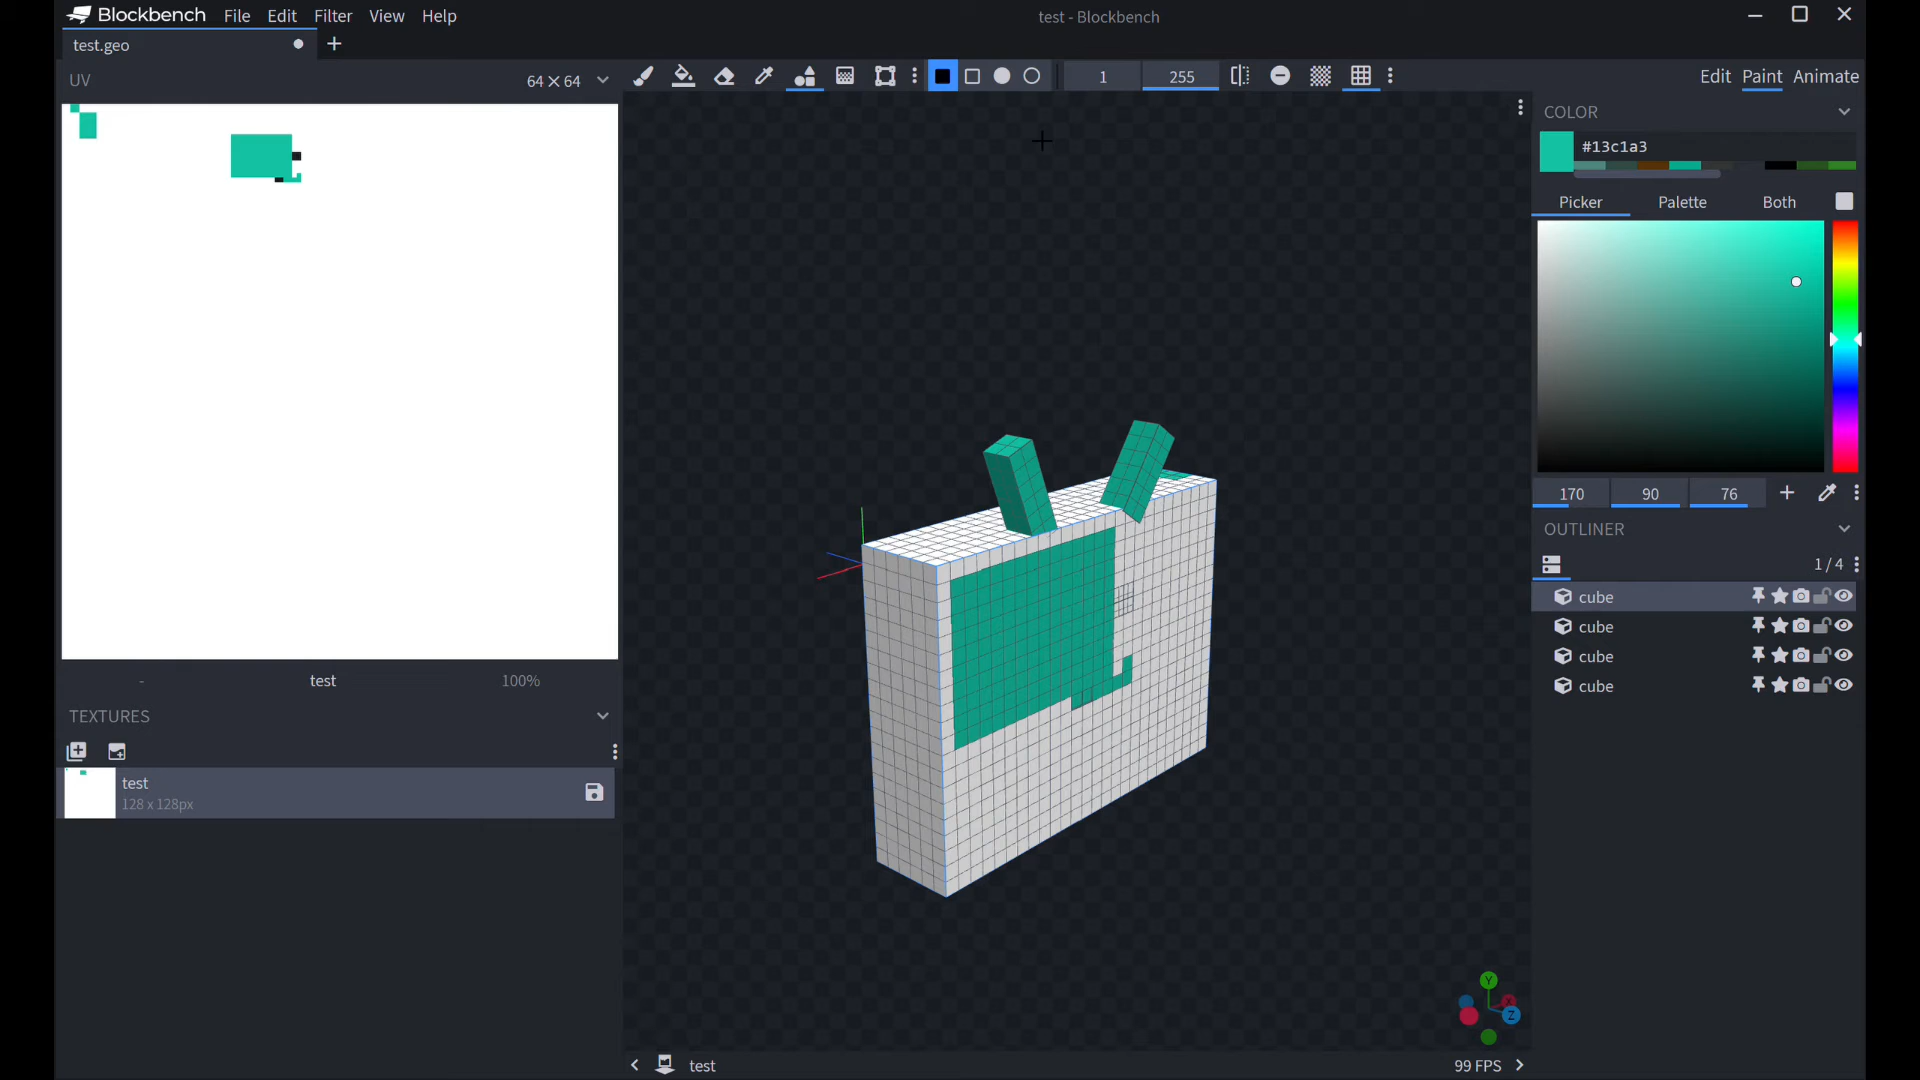 Blockbench File Edit Filter View Help
test - Blockbench
test.geo
UV 64 × 64
1 255
Edit Paint Animate
COLOR
#13c1a3
Picker Palette Both
170 90 76
OUTLINER
1 / 4
cube
cube
cube
cube
- test 100%
TEXTURES
test
128 x 128px
Y
X
Z
test
99 FPS